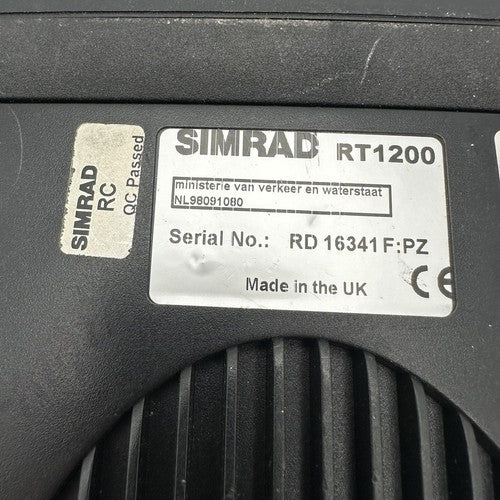 SIMRAD
RC
QC Passed
SIMRAD RT1200
ministerie van verkeer en waterstaat
NL98091080
Serial No.: RD 16341 F:PZ
Made in the UK CE